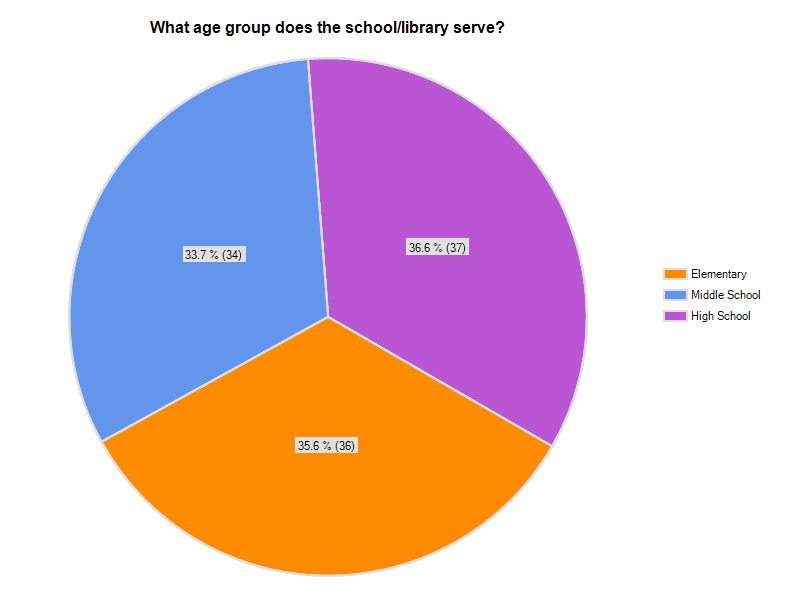 What age group does the school/library serve?
33.7 % (34)
36.6 % (37)
35.6 % (36)
Elementary
Middle School
High School